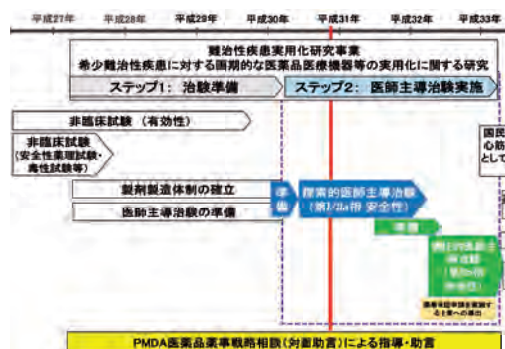 平成27年 平成28年 平成29年 平成30年 平成31年 平成32年 平成33年
難治性疾患実用化研究事業
希少難治性疾患に対する画期的な医薬品医療機器等の実用化に関する研究
ステップ1: 治験準備
ステップ2: 医師主導治験実施
非臨床試験 (有効性)
非臨床試験
(安全性薬理試験・
毒性試験等)
国民
心筋
として
製剤製造体制の確立
医師主導治験の準備
準備
探索的医師主導治験
(第I/IIa相 安全性)
準備
PMDA医薬品薬事戦略相談(対面助言)による指導・助言